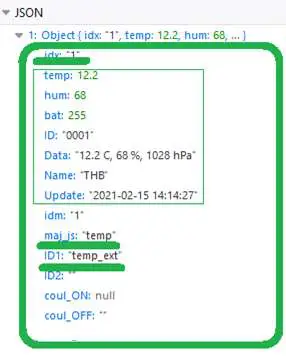 JSON
1: Object { idx: "1", temp: 12.2, hum: 68, … }
idx: "1"
temp: 12.2
hum: 68
bat: 255
ID: "0001"
Data: "12.2 C, 68 %, 1028 hPa"
Name: "THB"
Update: "2021-02-15 14:14:27"
idm: "1"
maj_js: "temp"
ID1: "temp_ext"
ID2: ""
coul_ON: null
coul_OFF: ""